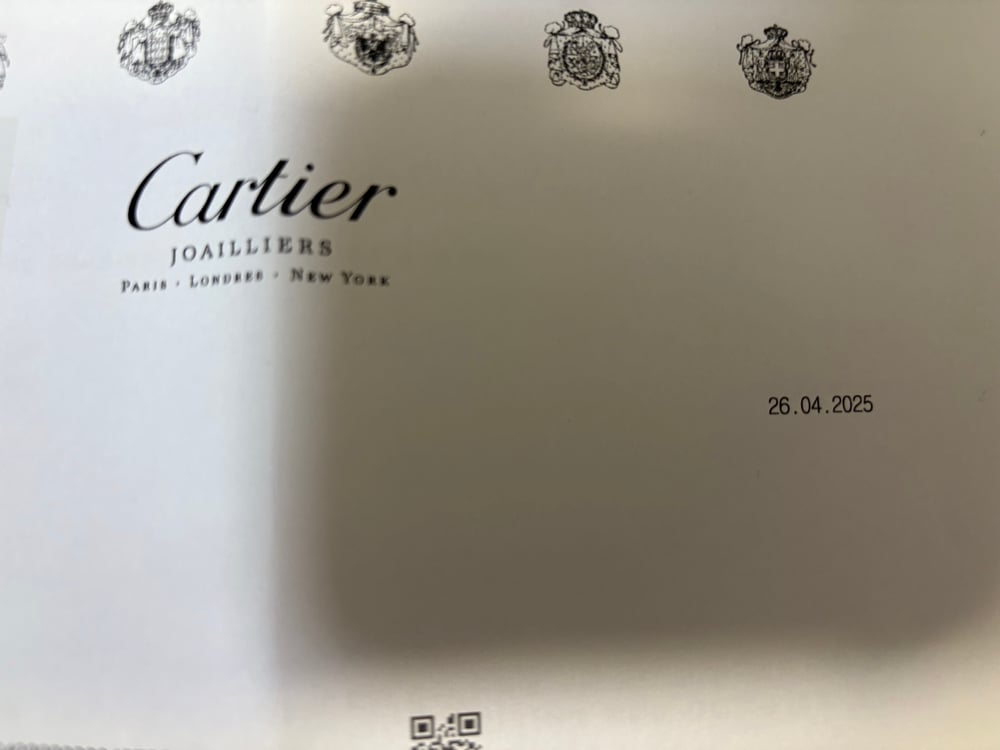 Cartier
JOAILLIERS
PARIS · LONDRES · NEW YORK
26.04.2025